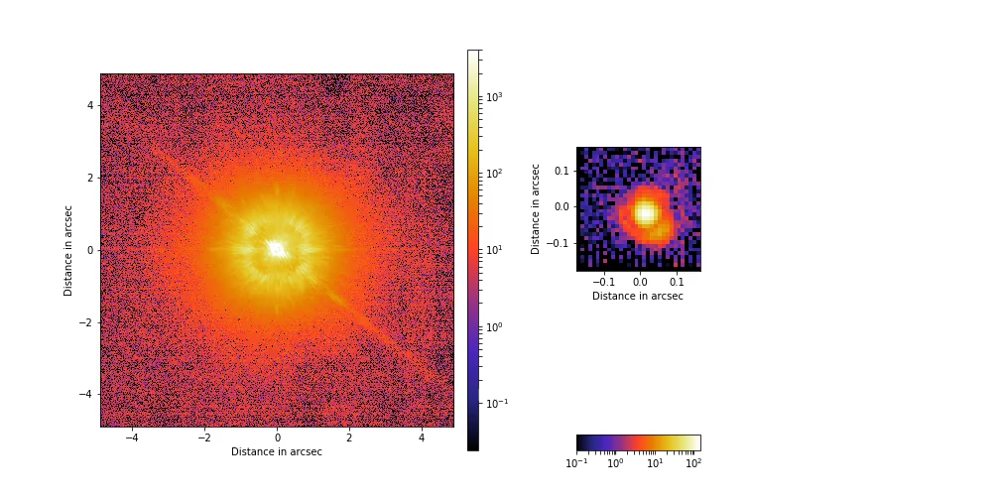 4
2
0
−2
−4
Distance in arcsec
−4 −2 0 2 4
Distance in arcsec
10³
10²
10¹
10⁰
10⁻¹
0.1
0.0
−0.1
Distance in arcsec
−0.1 0.0 0.1
Distance in arcsec
10⁻¹ 10⁰ 10¹ 10²